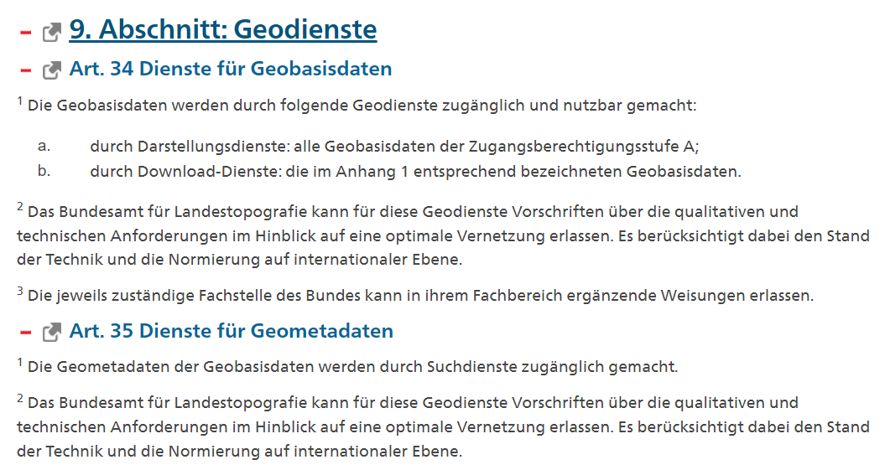 9. Abschnitt: Geodienste
Art. 34 Dienste für Geobasisdaten
1 Die Geobasisdaten werden durch folgende Geodienste zugänglich und nutzbar gemacht:
a. durch Darstellungsdienste: alle Geobasisdaten der Zugangsberechtigungsstufe A;
b. durch Download-Dienste: die im Anhang 1 entsprechend bezeichneten Geobasisdaten.
2 Das Bundesamt für Landestopografie kann für diese Geodienste Vorschriften über die qualitativen und
technischen Anforderungen im Hinblick auf eine optimale Vernetzung erlassen. Es berücksichtigt dabei den Stand
der Technik und die Normierung auf internationaler Ebene.
3 Die jeweils zuständige Fachstelle des Bundes kann in ihrem Fachbereich ergänzende Weisungen erlassen.
Art. 35 Dienste für Geometadaten
1 Die Geometadaten der Geobasisdaten werden durch Suchdienste zugänglich gemacht.
2 Das Bundesamt für Landestopografie kann für diese Geodienste Vorschriften über die qualitativen und
technischen Anforderungen im Hinblick auf eine optimale Vernetzung erlassen. Es berücksichtigt dabei den Stand
der Technik und die Normierung auf internationaler Ebene.